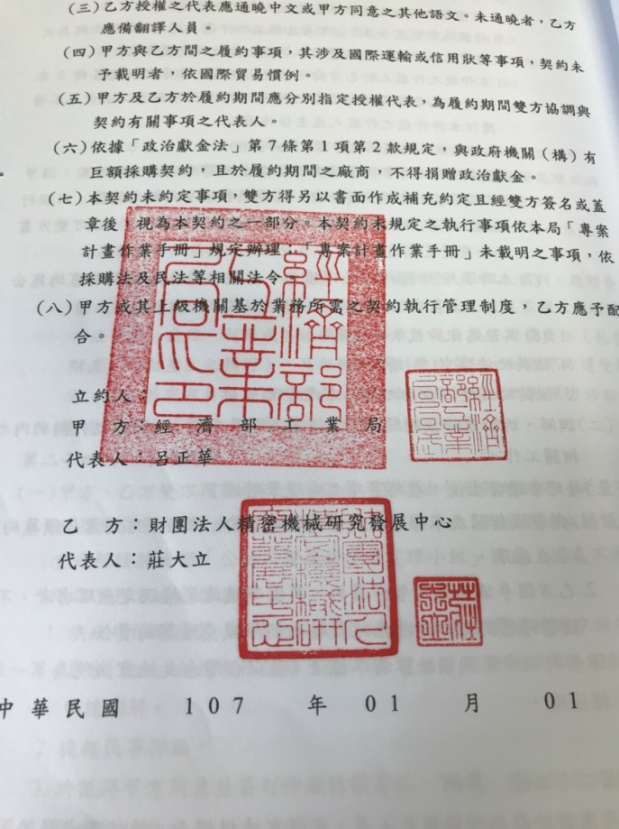 (三)乙方授權之代表應通曉中文或甲方同意之其他語文。未通曉者，乙方
應備翻譯人員。
(四)甲方與乙方間之履約事項，其涉及國際運輸或信用狀等事項，契約未
予載明者，依國際貿易慣例。
(五)甲方及乙方於履約期間應分別指定授權代表，為履約期間雙方協調與
契約有關事項之代表人。
(六)依據「政治獻金法」第7條第1項第2款規定，與政府機關（構）有
巨額採購契約，且於履約期間之廠商，不得捐贈政治獻金。
(七)本契約未約定事項，雙方得另以書面作成補充約定且經雙方簽名或蓋
章後，視為本契約之一部分。本契約未規定之執行事項依本局「專案
計畫作業手冊」規定辦理，「專案計畫作業手冊」未載明之事項，依
採購法及民法等相關法令。
(八)甲方或其上級機關基於業務所需之契約執行管理制度，乙方應予配
合。
經濟部工業局印
立約人：
甲方：經濟部工業局
代表人：呂正華
乙方：財團法人精密機械研究發展中心
代表人：莊大立
中華民國 107 年 01 月 01